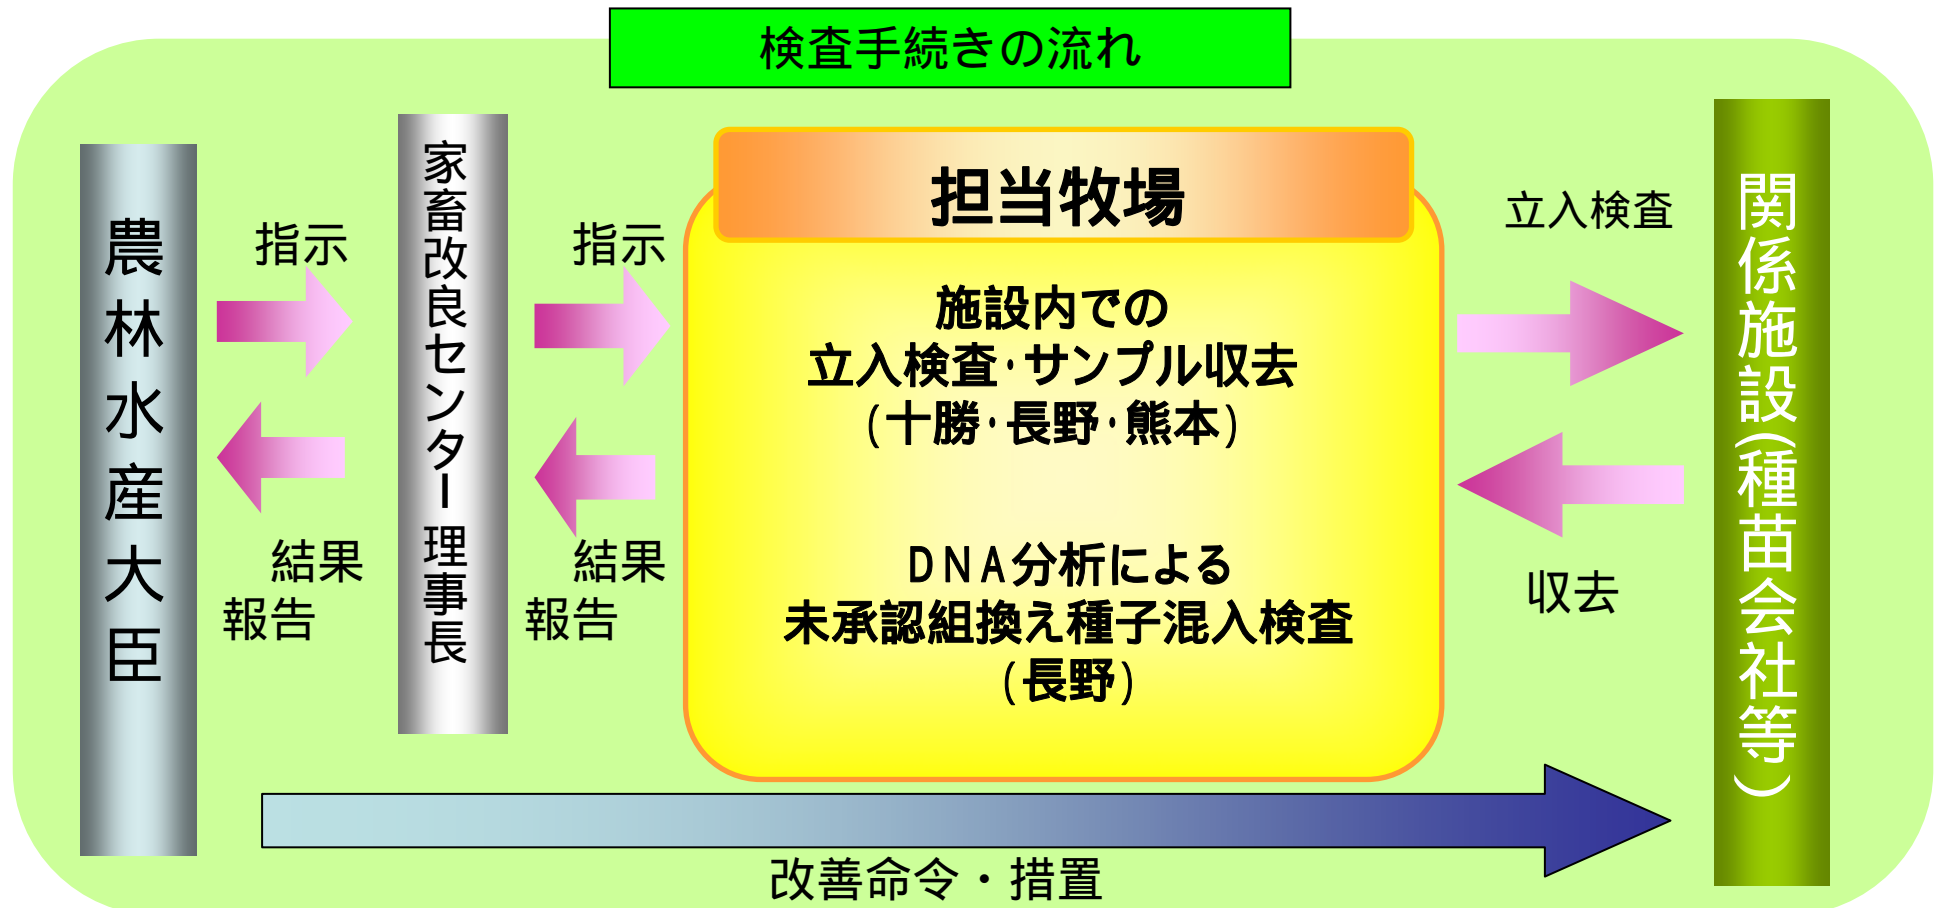 検査手続きの流れ
農林水産大臣
指示
結果
報告
家畜改良センター理事長
指示
結果
報告
担当牧場
施設内での
立入検査・サンプル収去
(十勝・長野・熊本)
DNA分析による
未承認組換え種子混入検査
(長野)
立入検査
収去
関係施設(種苗会社等)
改善命令・措置